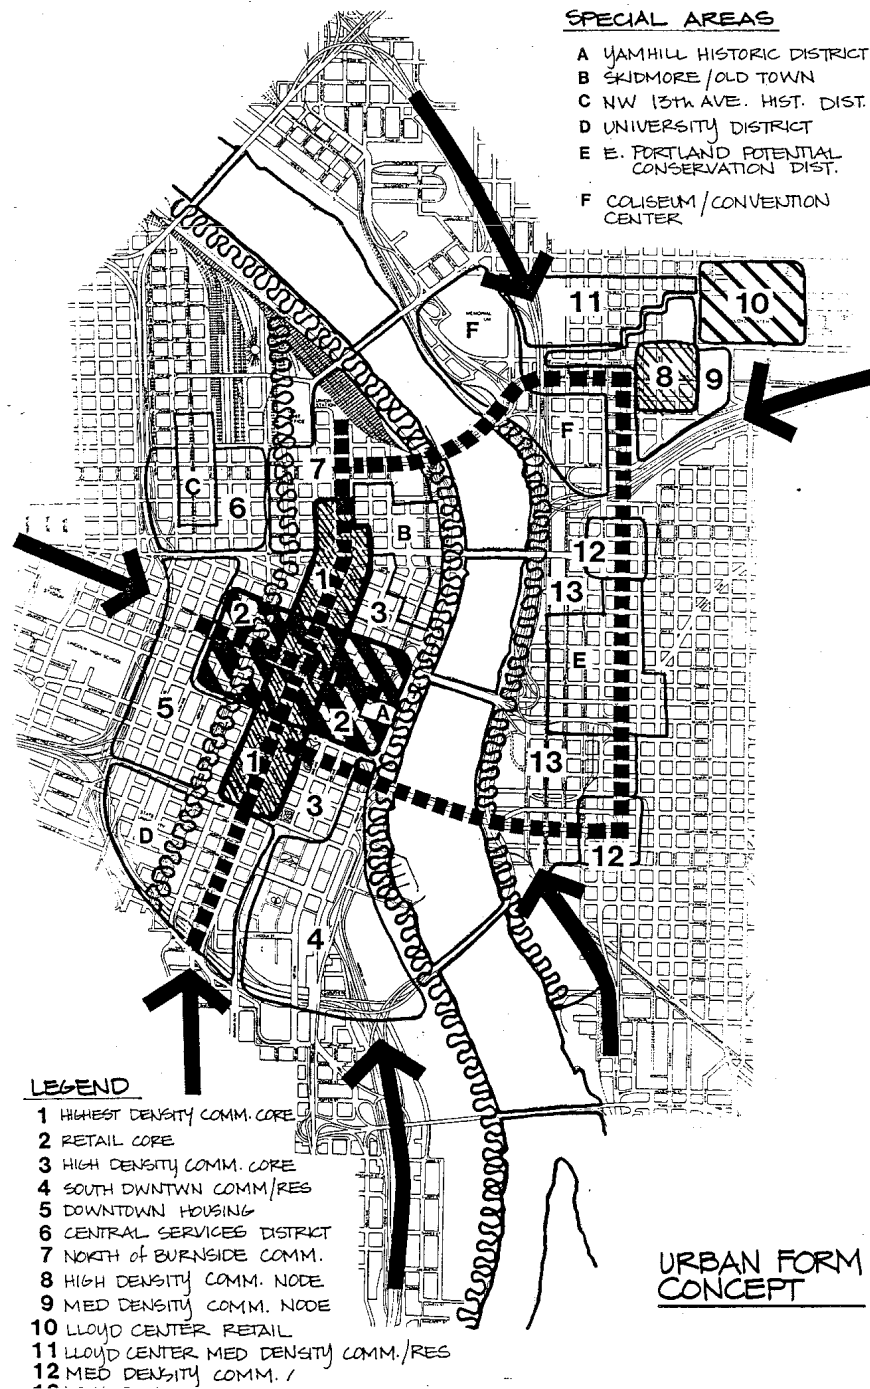 SPECIAL AREAS
A YAMHILL HISTORIC DISTRICT
B SKIDMORE/OLD TOWN
C NW 13th AVE. HIST. DIST.
D UNIVERSITY DISTRICT
E E. PORTLAND POTENTIAL
CONSERVATION DIST.
F COLISEUM/CONVENTION
CENTER
11
10
MEMORIAL
F
8
9
F
7
C
6
B
12
1
13
2
3
E
5
2
A
1
13
3
D
12
4
LINCOLN HIGH SCHOOL
LEGEND
1 HIGHEST DENSITY COMM. CORE
2 RETAIL CORE
3 HIGH DENSITY COMM. CORE
4 SOUTH DWNTWN COMM/RES
5 DOWNTOWN HOUSING
6 CENTRAL SERVICES DISTRICT
7 NORTH of BURNSIDE COMM.
8 HIGH DENSITY COMM. NODE
9 MED DENSITY COMM. NODE
10 LLOYD CENTER RETAIL
11 LLOYD CENTER MED DENSITY COMM./RES
12 MED DENSITY COMM. /
URBAN FORM
CONCEPT